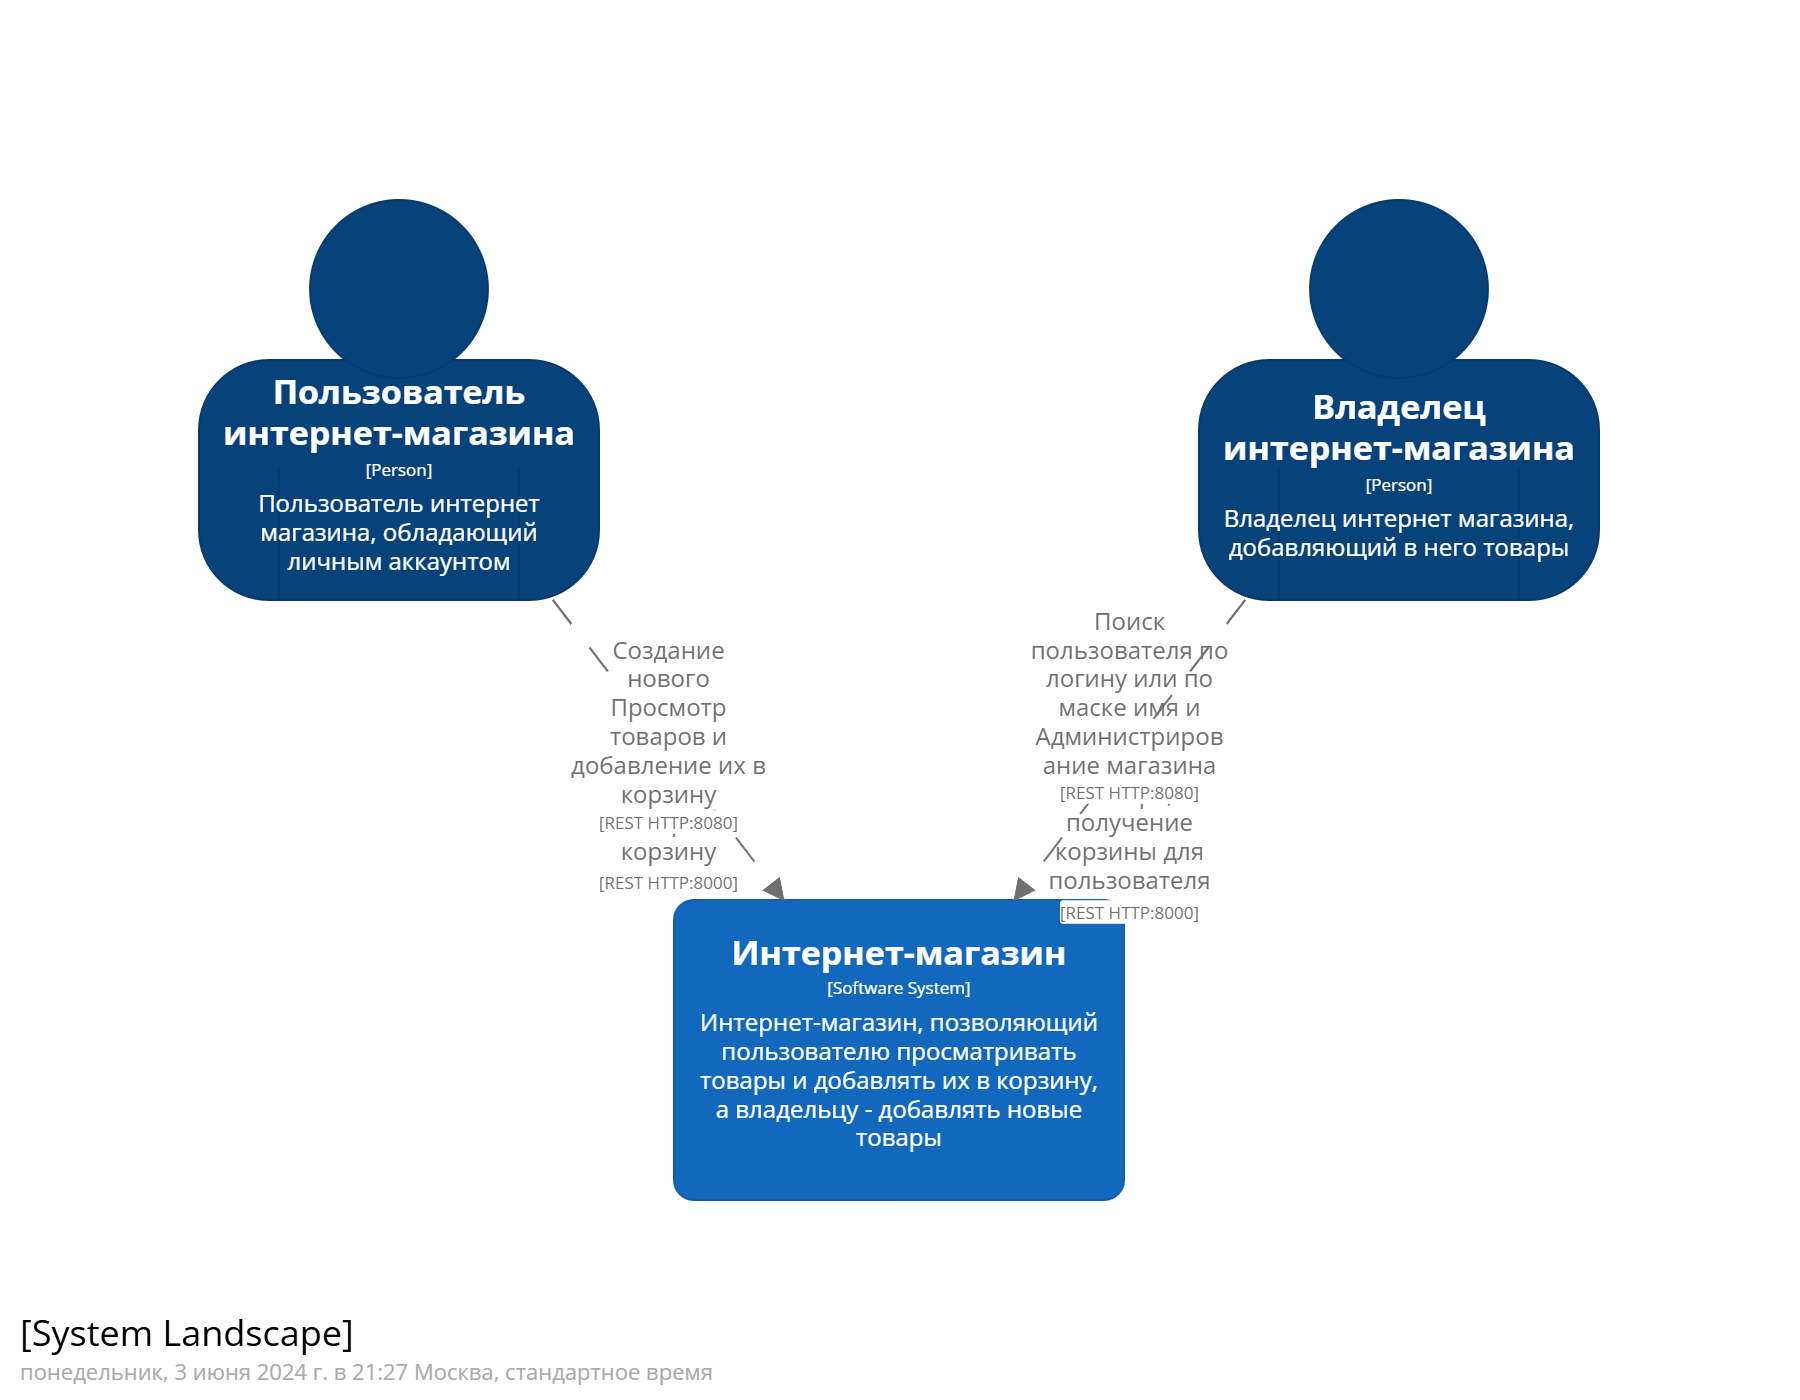 Пользователь
интернет-магазина
[Person]
Пользователь интернет
магазина, обладающий
личным аккаунтом
Владелец
интернет-магазина
[Person]
Владелец интернет магазина,
добавляющий в него товары
Создание
нового
Просмотр
товаров и
добавление их в
корзину
[REST HTTP:8080]
корзину
[REST HTTP:8000]
Поиск
пользователя по
логину или по
маске имя и
Администриров
ание магазина
[REST HTTP:8080]
получение
корзины для
пользователя
[REST HTTP:8000]
Интернет-магазин
[Software System]
Интернет-магазин, позволяющий
пользователю просматривать
товары и добавлять их в корзину,
а владельцу - добавлять новые
товары
[System Landscape]
понедельник, 3 июня 2024 г. в 21:27 Москва, стандартное время